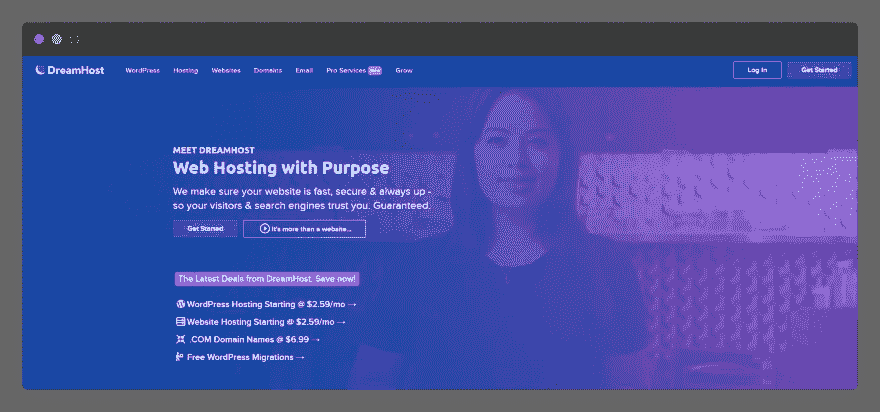 DreamHost WordPress Hosting Websites Domains Email Pro Services Grow Log In Get Started
MEET DREAMHOST
Web Hosting with Purpose
We make sure your website is fast, secure & always up -
so your visitors & search engines trust you. Guaranteed.
Get Started It's more than a website...
The Latest Deals from DreamHost. Save now!
WordPress Hosting Starting @ $2.59/mo →
Website Hosting Starting @ $2.59/mo →
.COM Domain Names @ $6.99 →
Free WordPress Migrations →